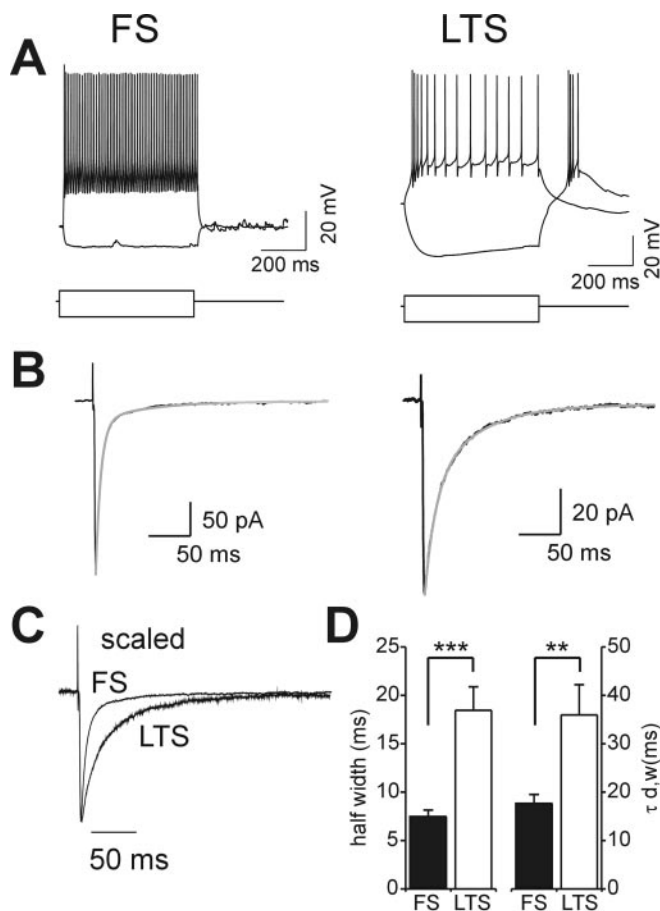 FS
LTS
A
20 mV
200 ms
20 mV
200 ms
B
50 pA
50 ms
20 pA
50 ms
C
scaled
FS
LTS
50 ms
D
25
20
15
10
5
0
half width (ms)
***
**
50
40
30
20
10
0
τ d,w(ms)
FS
LTS
FS
LTS